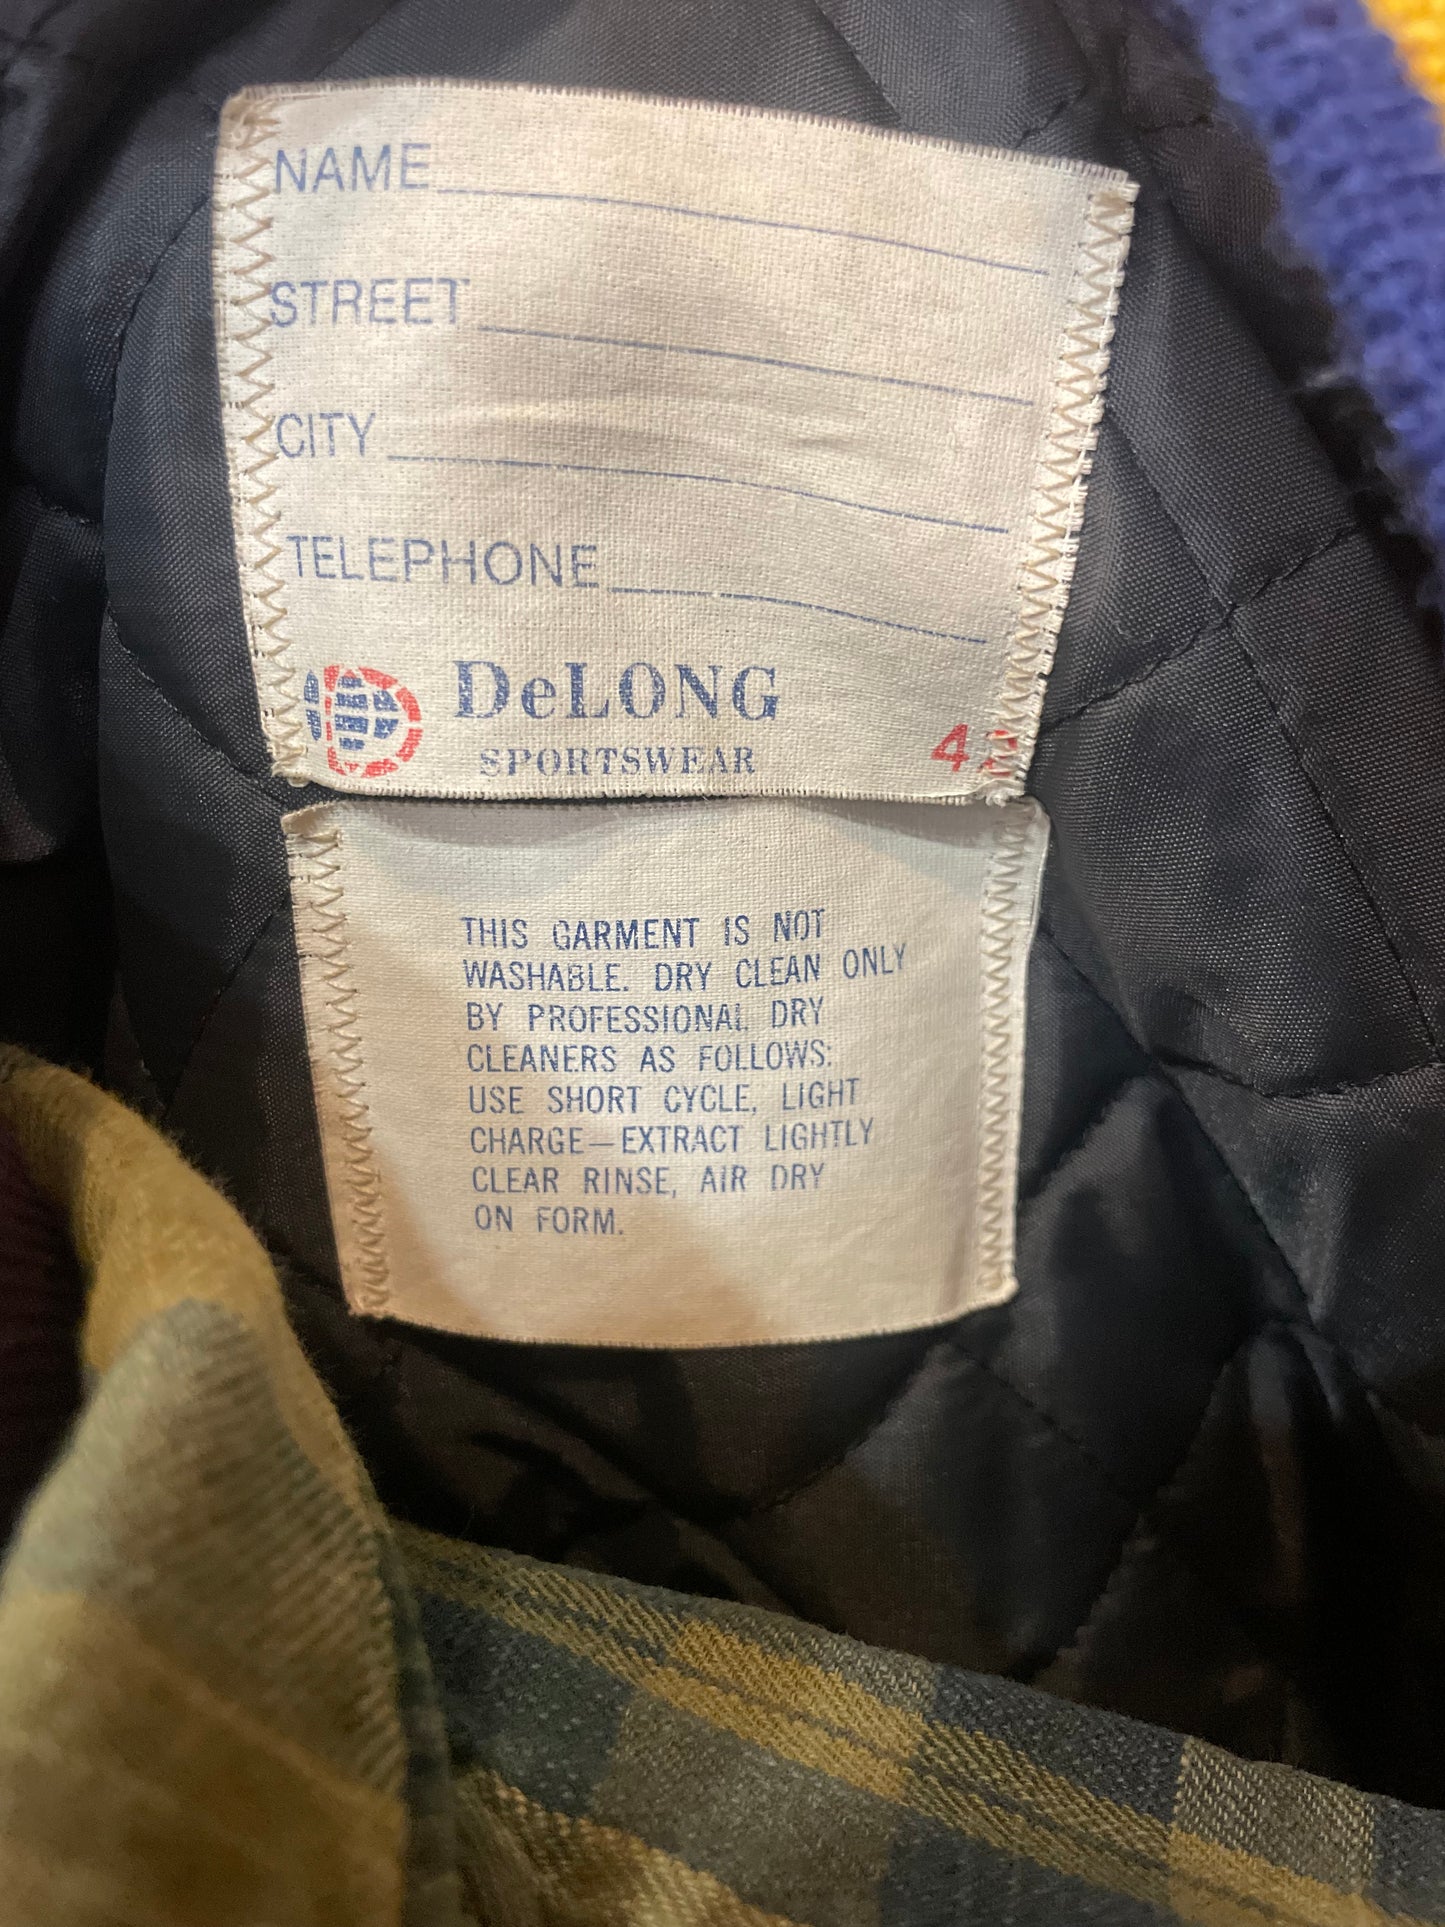 NAME
STREET
CITY
TELEPHONE
DeLONG
SPORTSWEAR
THIS GARMENT IS NOT
WASHABLE. DRY CLEAN ONLY
BY PROFESSIONAL DRY
CLEANERS AS FOLLOWS:
USE SHORT CYCLE, LIGHT
CHARGE—EXTRACT LIGHTLY
CLEAR RINSE, AIR DRY
ON FORM.